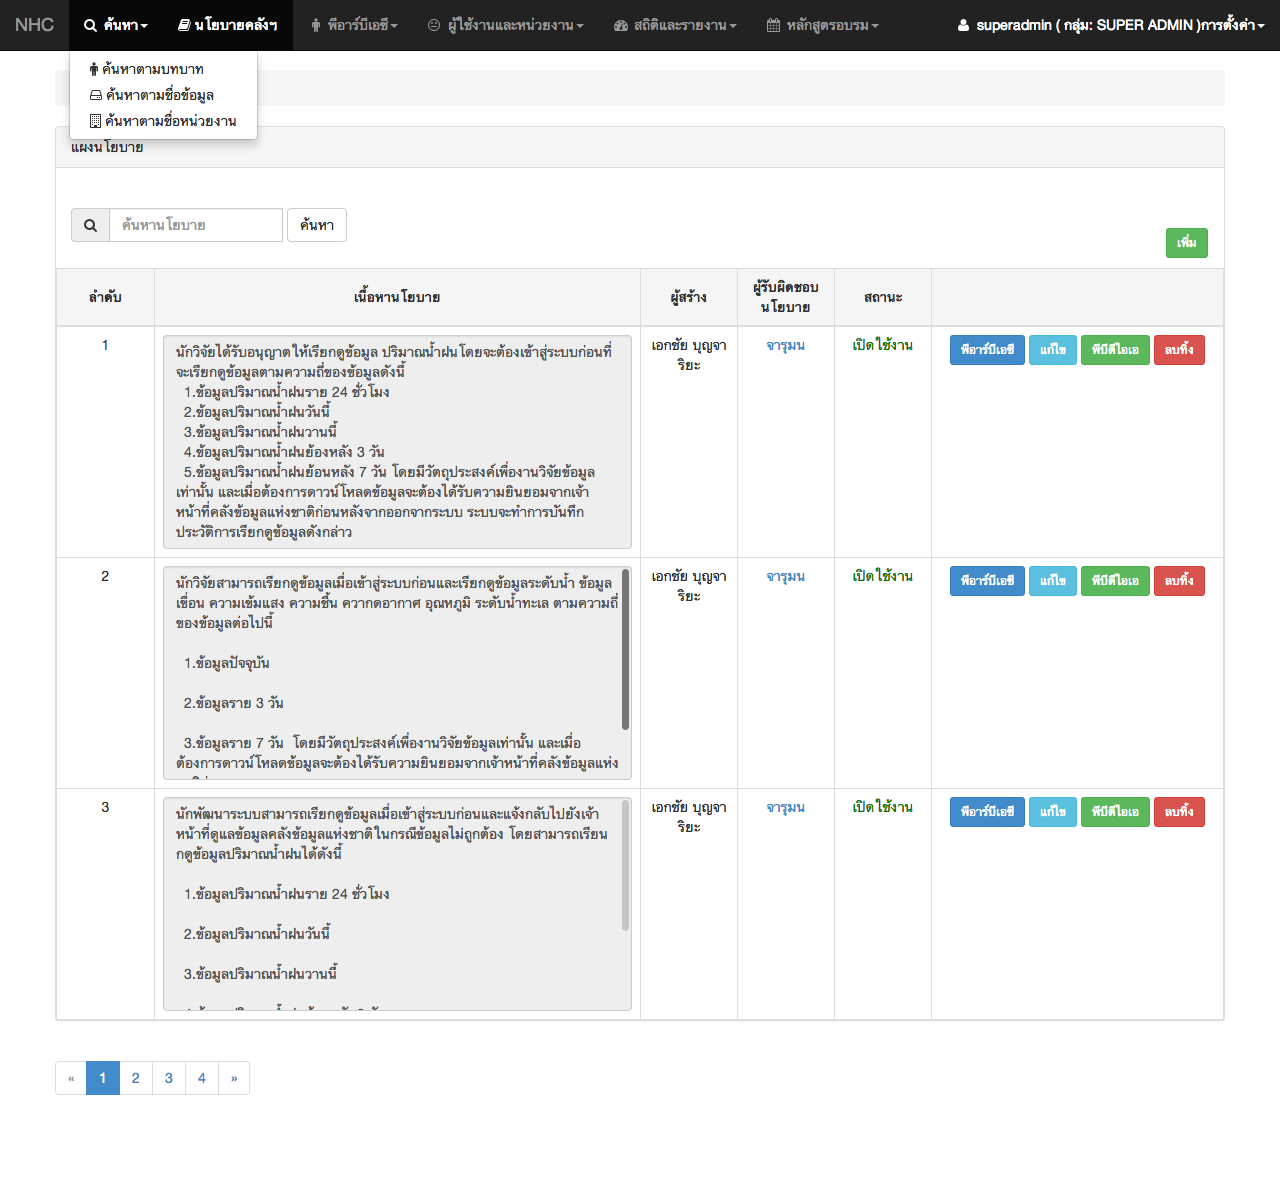 NHC ค้นหา นโยบายคลังฯ พีอาร์บีเอซี ผู้ใช้งานและหน่วยงาน สถิติและรายงาน หลักสูตรอบรม superadmin ( กลุ่ม: SUPER ADMIN )การตั้งค่า
ค้นหาตามบทบาท
ค้นหาตามชื่อข้อมูล
ค้นหาตามชื่อหน่วยงาน
แผงนโยบาย
ค้นหานโยบาย ค้นหา
เพิ่ม
ลำดับ เนื้อหานโยบาย ผู้สร้าง ผู้รับผิดชอบ สถานะ
นโยบาย
1 นักวิจัยได้รับอนุญาตให้เรียกดูข้อมูล ปริมาณน้ำฝนโดยจะต้องเข้าสู่ระบบก่อนที่ เอกชัย บุญจา จารุมน เปิดใช้งาน พีอาร์บีเอซี แก้ไข พีบีดีไอเอ ลบทิ้ง
จะเรียกดูข้อมูลตามความถี่ของข้อมูลดังนี้ ริยะ
1.ข้อมูลปริมาณน้ำฝนราย 24 ชั่วโมง
2.ข้อมูลปริมาณน้ำฝนวันนี้
3.ข้อมูลปริมาณน้ำฝนวานนี้
4.ข้อมูลปริมาณน้ำฝนย้องหลัง 3 วัน
5.ข้อมูลปริมาณน้ำฝนย้อนหลัง 7 วัน โดยมีวัตถุประสงค์เพื่องานวิจัยข้อมูล
เท่านั้น และเมื่อต้องการดาวน์โหลดข้อมูลจะต้องได้รับความยินยอมจากเจ้า
หน้าที่คลังข้อมูลแห่งชาติก่อนหลังจากออกจากระบบ ระบบจะทำการบันทึก
ประวัติการเรียกดูข้อมูลดังกล่าว
2 นักวิจัยสามารถเรียกดูข้อมูลเมื่อเข้าสู่ระบบก่อนและเรียกดูข้อมูลระดับน้ำ ข้อมูล เอกชัย บุญจา จารุมน เปิดใช้งาน พีอาร์บีเอซี แก้ไข พีบีดีไอเอ ลบทิ้ง
เขื่อน ความเข้มแสง ความชื้น ควากดอากาศ อุณหภูมิ ระดับน้ำทะเล ตามความถี่ ริยะ
ของข้อมูลต่อไปนี้
1.ข้อมูลปัจจุบัน
2.ข้อมูลราย 3 วัน
3.ข้อมูลราย 7 วัน โดยมีวัตถุประสงค์เพื่องานวิจัยข้อมูลเท่านั้น และเมื่อ
ต้องการดาวน์โหลดข้อมูลจะต้องได้รับความยินยอมจากเจ้าหน้าที่คลังข้อมูลแห่ง
3 นักพัฒนาระบบสามารถเรียกดูข้อมูลเมื่อเข้าสู่ระบบก่อนและแจ้งกลับไปยังเจ้า เอกชัย บุญจา จารุมน เปิดใช้งาน พีอาร์บีเอซี แก้ไข พีบีดีไอเอ ลบทิ้ง
หน้าที่ดูแลข้อมูลคลังข้อมูลแห่งชาติในกรณีข้อมูลไม่ถูกต้อง โดยสามารถเรียน ริยะ
กดูข้อมูลปริมาณน้ำฝนได้ดังนี้
1.ข้อมูลปริมาณน้ำฝนราย 24 ชั่วโมง
2.ข้อมูลปริมาณน้ำฝนวันนี้
3.ข้อมูลปริมาณน้ำฝนวานนี้
« 1 2 3 4 »